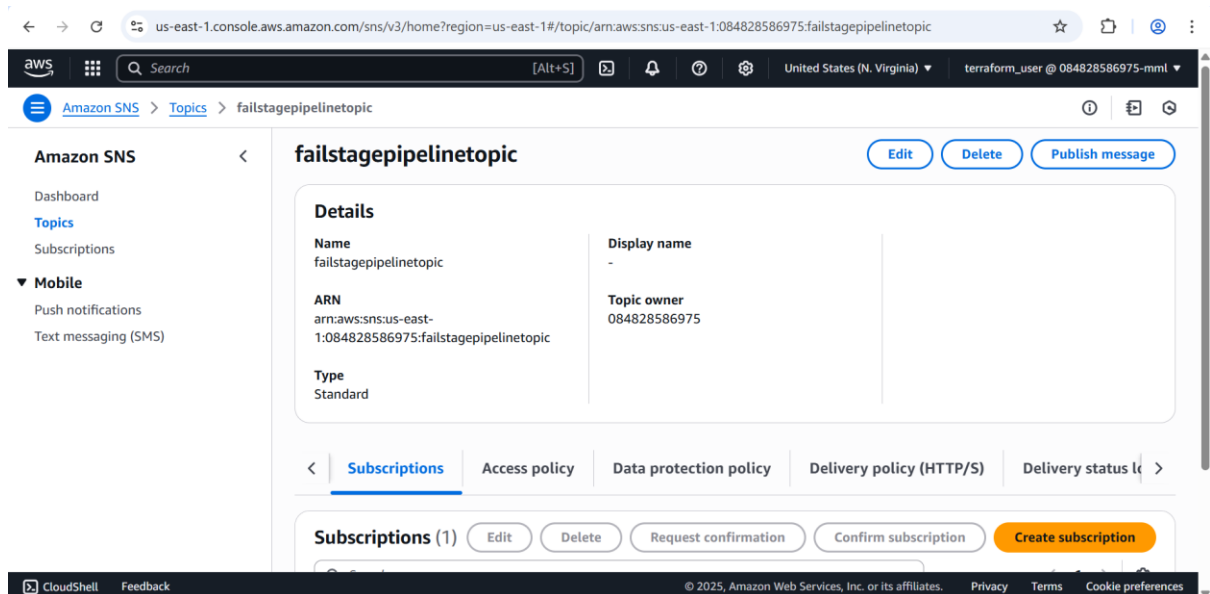 us-east-1.console.aws.amazon.com/sns/v3/home?region=us-east-1#/topic/arn:aws:sns:us-east-1:084828586975:failstagepipelinetopic
aws Search [Alt+S] United States (N. Virginia) terraform_user @ 084828586975-mml
Amazon SNS > Topics > failstagepipelinetopic
Amazon SNS
Dashboard
Topics
Subscriptions
Mobile
Push notifications
Text messaging (SMS)
failstagepipelinetopic
Edit Delete Publish message
Details
Name
failstagepipelinetopic
ARN
arn:aws:sns:us-east-
1:084828586975:failstagepipelinetopic
Type
Standard
Display name
-
Topic owner
084828586975
Subscriptions Access policy Data protection policy Delivery policy (HTTP/S) Delivery status
Subscriptions (1) Edit Delete Request confirmation Confirm subscription Create subscription
CloudShell Feedback © 2025, Amazon Web Services, Inc. or its affiliates. Privacy Terms Cookie preferences